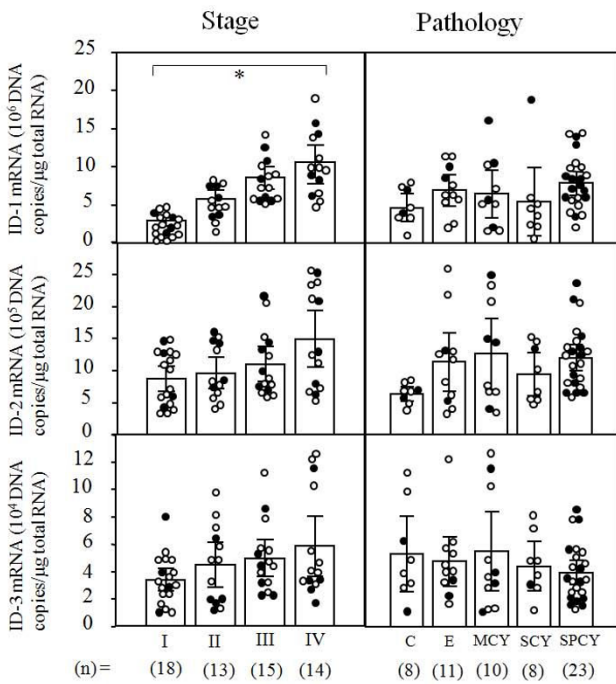 Stage
Pathology
ID-1 mRNA (10⁶ DNA
copies/μg total RNA)
25
20
15
10
5
0
*
ID-2 mRNA (10⁵ DNA
copies/μg total RNA)
25
20
15
10
5
0
ID-3 mRNA (10⁴ DNA
copies/μg total RNA)
12
10
8
6
4
2
0
I II III IV C E MCY SCY SPCY
(n) = (18) (13) (15) (14) (8) (11) (10) (8) (23)